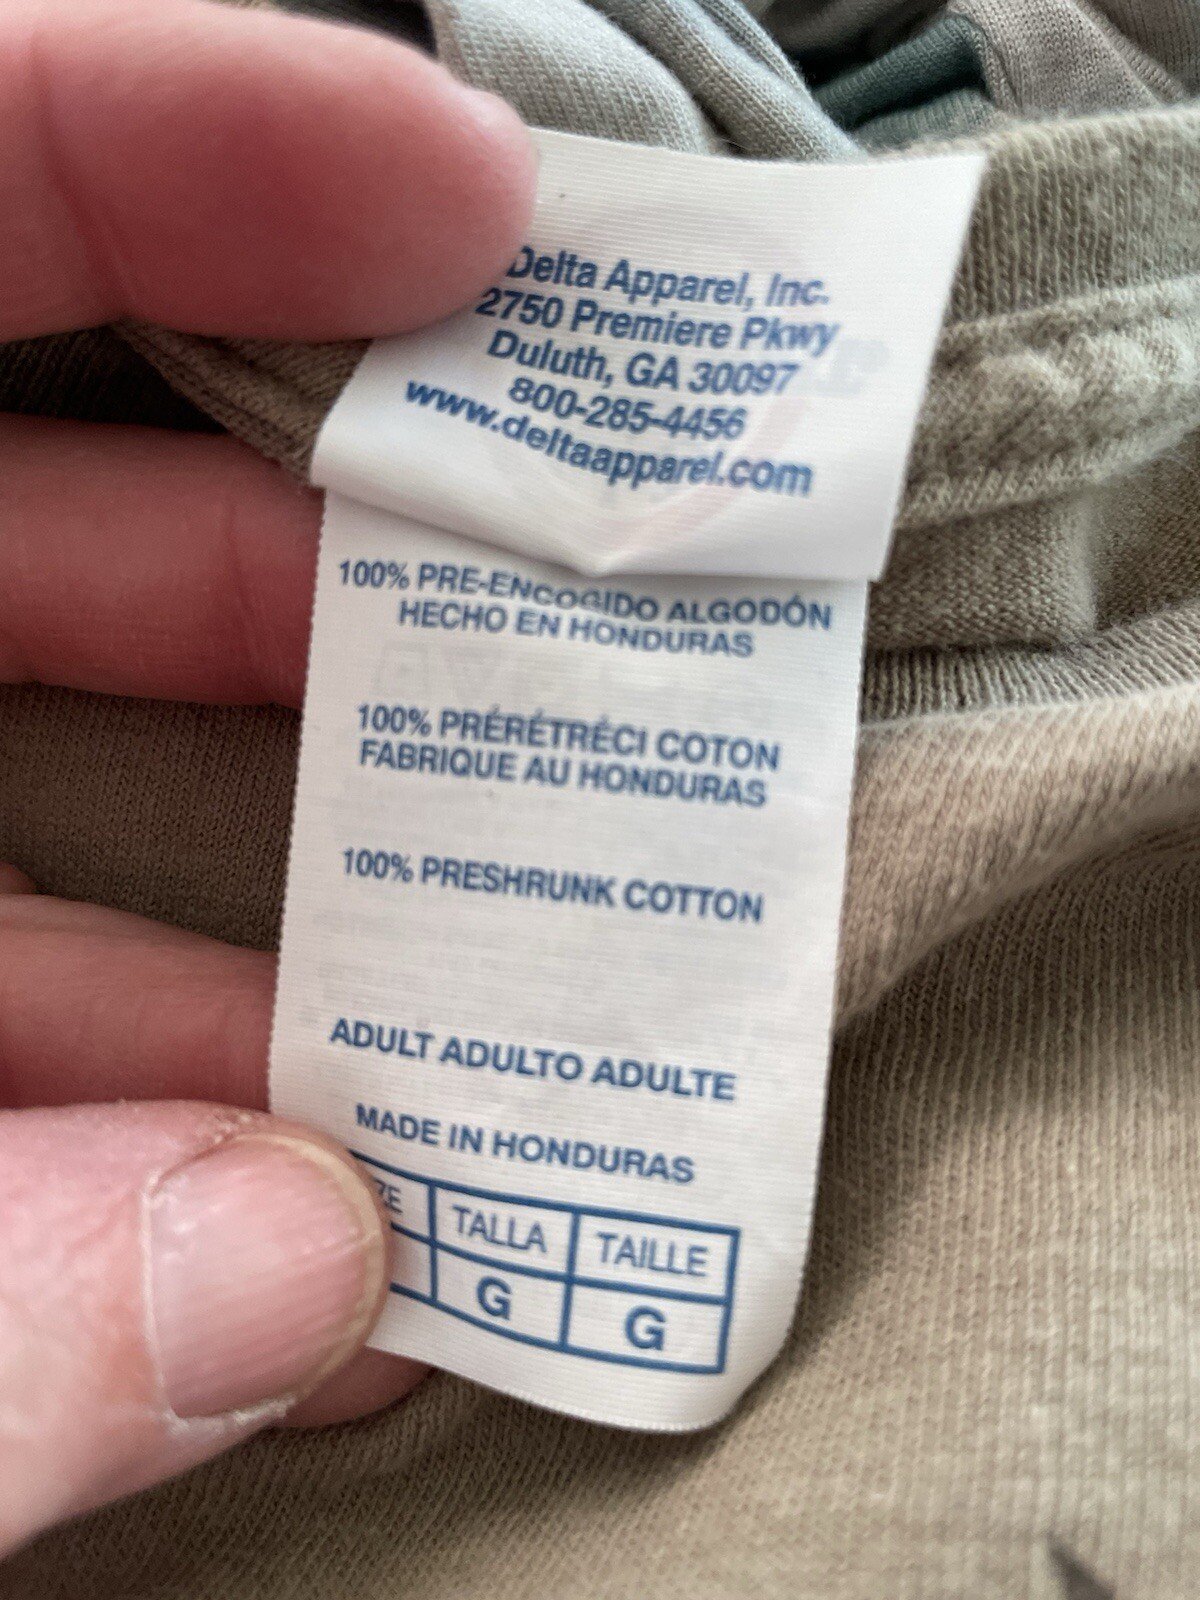 Delta Apparel, Inc.
2750 Premiere Pkwy
Duluth, GA 30097
800-285-4456
www.deltaapparel.com
100% PRE-ENCOGIDO ALGODÓN
HECHO EN HONDURAS
100% PRÉRÉTRÉCI COTON
FABRIQUE AU HONDURAS
100% PRESHRUNK COTTON
ADULT ADULTO ADULTE
MADE IN HONDURAS
TALLA TAILLE
G G